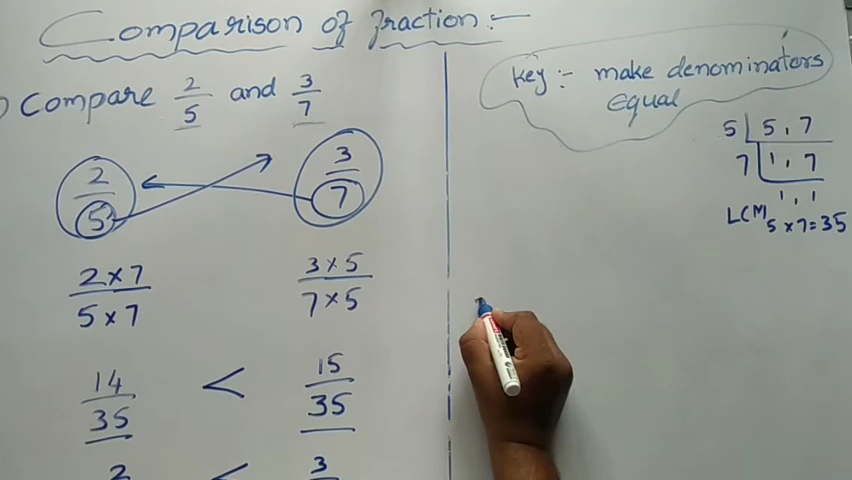 Comparison of fraction :-
Compare 2/5 and 3/7
2/5 3/7
2×7/5×7 3×5/7×5
14/35 < 15/35
2 < 3
Key :- make denominators
Equal
5 | 5, 7
7 | 1, 7
1, 1
LCM 5×7=35